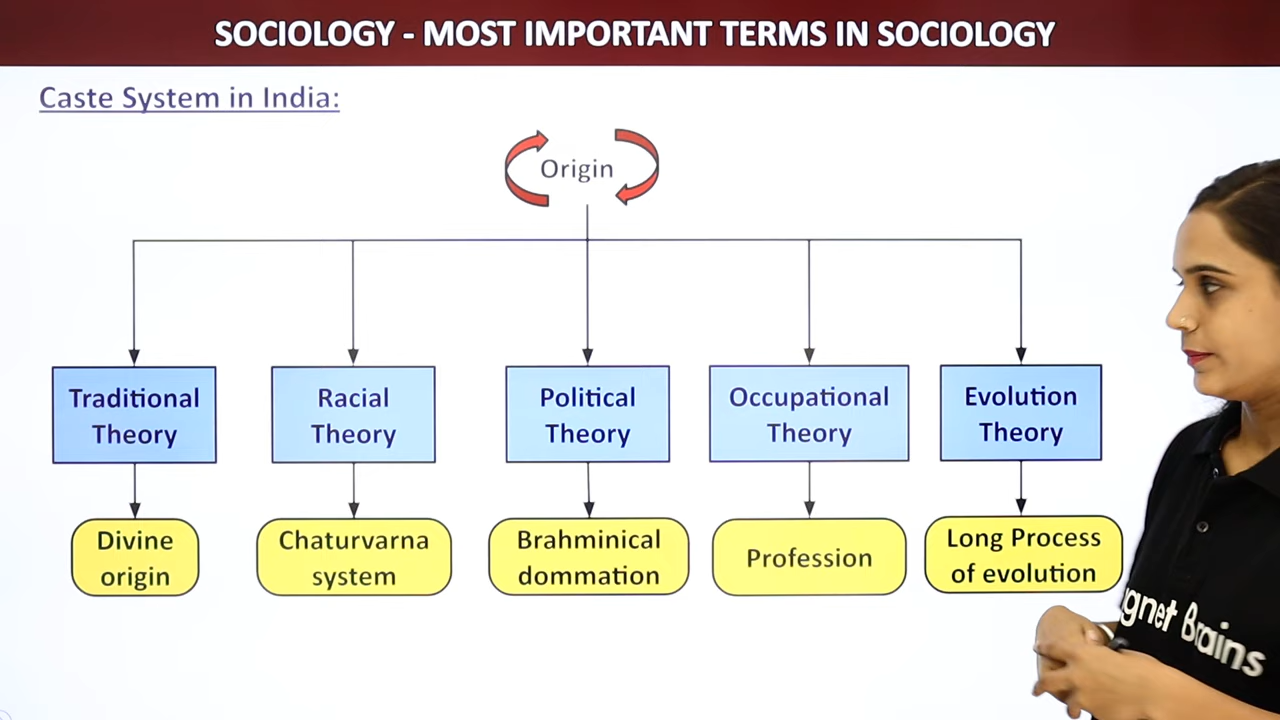 SOCIOLOGY - MOST IMPORTANT TERMS IN SOCIOLOGY
Caste System in India:
Origin
Traditional
Theory
Racial
Theory
Political
Theory
Occupational
Theory
Evolution
Theory
Divine
origin
Chaturvarna
system
Brahminical
dommation
Profession
Long Process
of evolution
gnet Brains